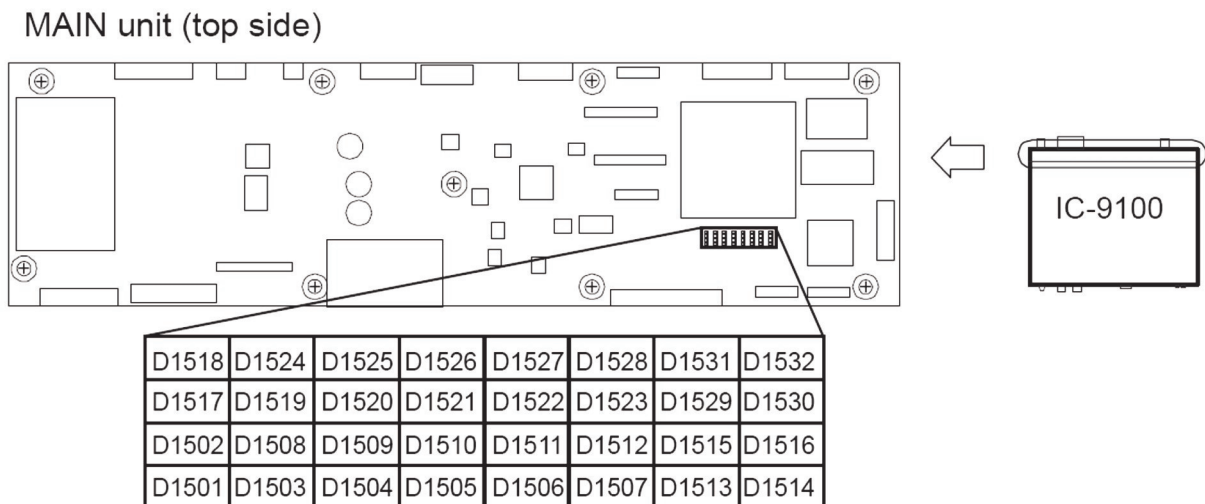 MAIN unit (top side)
IC-9100
D1518 D1524 D1525 D1526 D1527 D1528 D1531 D1532
D1517 D1519 D1520 D1521 D1522 D1523 D1529 D1530
D1502 D1508 D1509 D1510 D1511 D1512 D1515 D1516
D1501 D1503 D1504 D1505 D1506 D1507 D1513 D1514